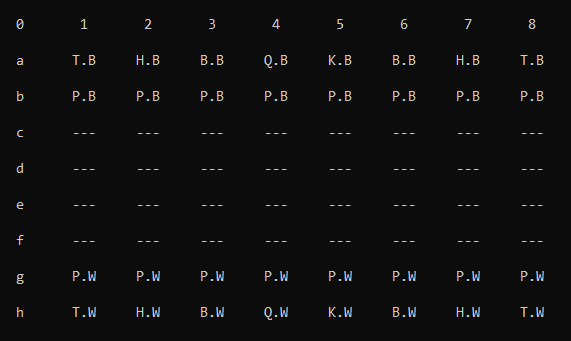 0 1 2 3 4 5 6 7 8
a T.B H.B B.B Q.B K.B B.B H.B T.B
b P.B P.B P.B P.B P.B P.B P.B P.B
c --- --- --- --- --- --- --- ---
d --- --- --- --- --- --- --- ---
e --- --- --- --- --- --- --- ---
f --- --- --- --- --- --- --- ---
g P.W P.W P.W P.W P.W P.W P.W P.W
h T.W H.W B.W Q.W K.W B.W H.W T.W